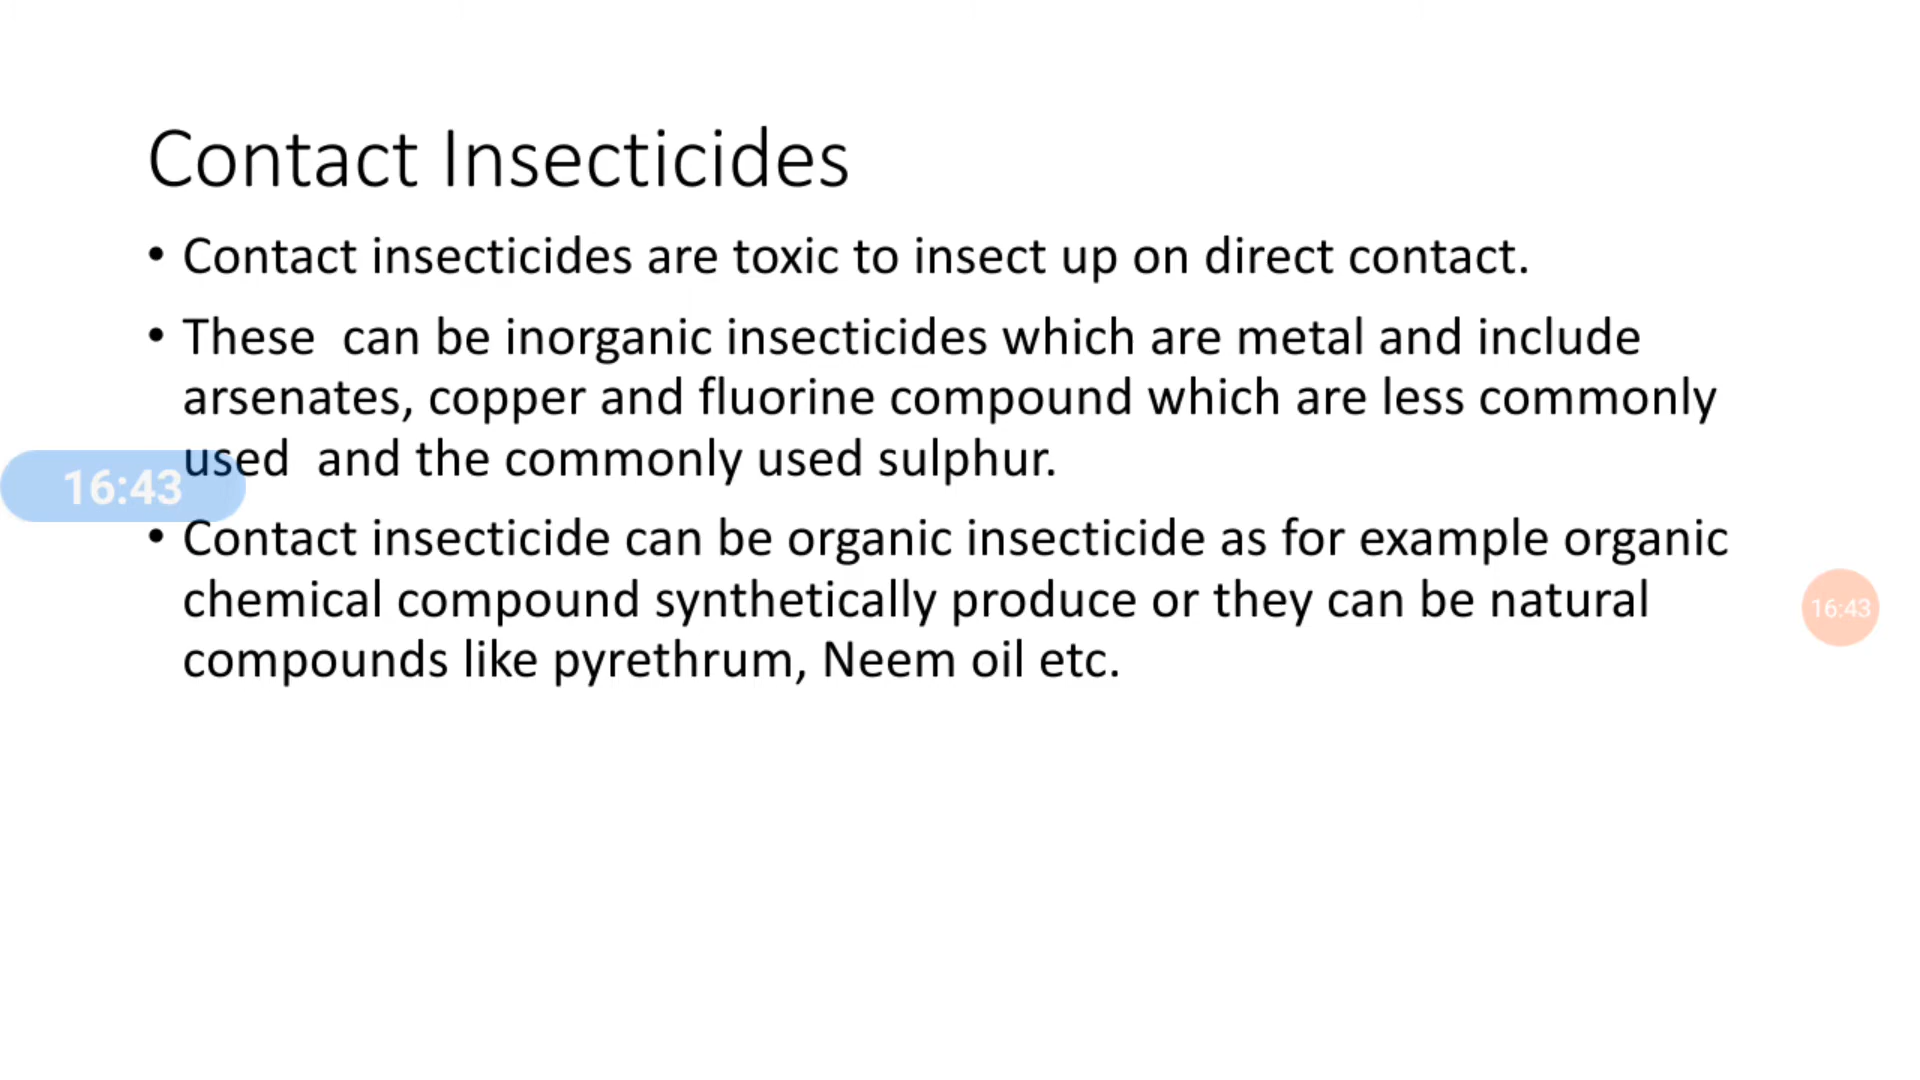 Contact Insecticides
• Contact insecticides are toxic to insect up on direct contact.
• These  can be inorganic insecticides which are metal and include
arsenates, copper and fluorine compound which are less commonly
used  and the commonly used sulphur.
16:43
• Contact insecticide can be organic insecticide as for example organic
chemical compound synthetically produce or they can be natural
16:43
compounds like pyrethrum, Neem oil etc.